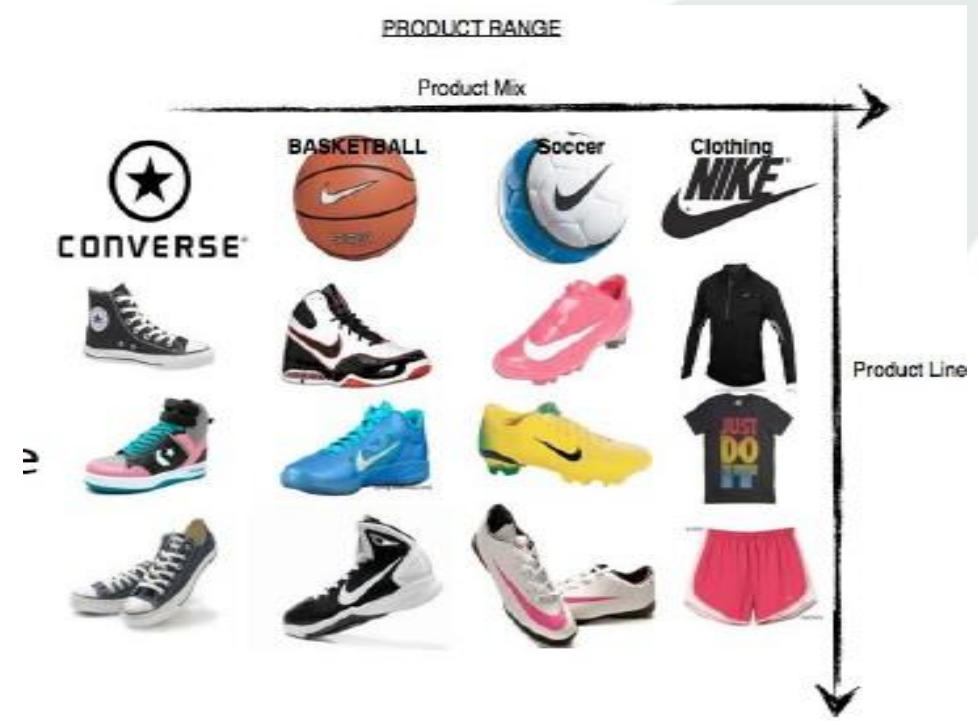 PRODUCT RANGE
Product Mix
BASKETBALL
Soccer
Clothing
NIKE
CONVERSE®
Product Line
JUST
DO
IT
e